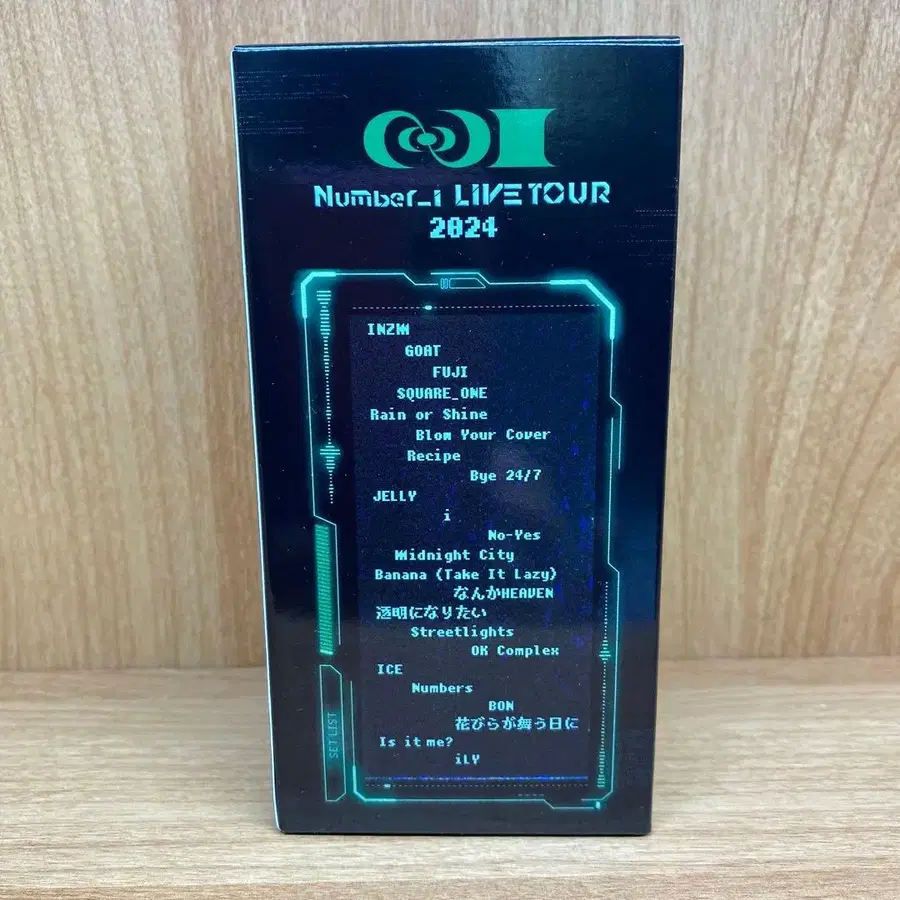 Number_i LIVE TOUR
2024
INZM
GOAT
FUJI
SQUARE_ONE
Rain or Shine
Blow Your Cover
Recipe
Bye 24/7
JELLY
i
No-Yes
Midnight City
Banana (Take It Lazy)
なんかHEAVEN
透明になりたい
Streetlights
OK Complex
ICE
Numbers
BON
花びらが舞う日に
Is it me?
iLY
SET LIST